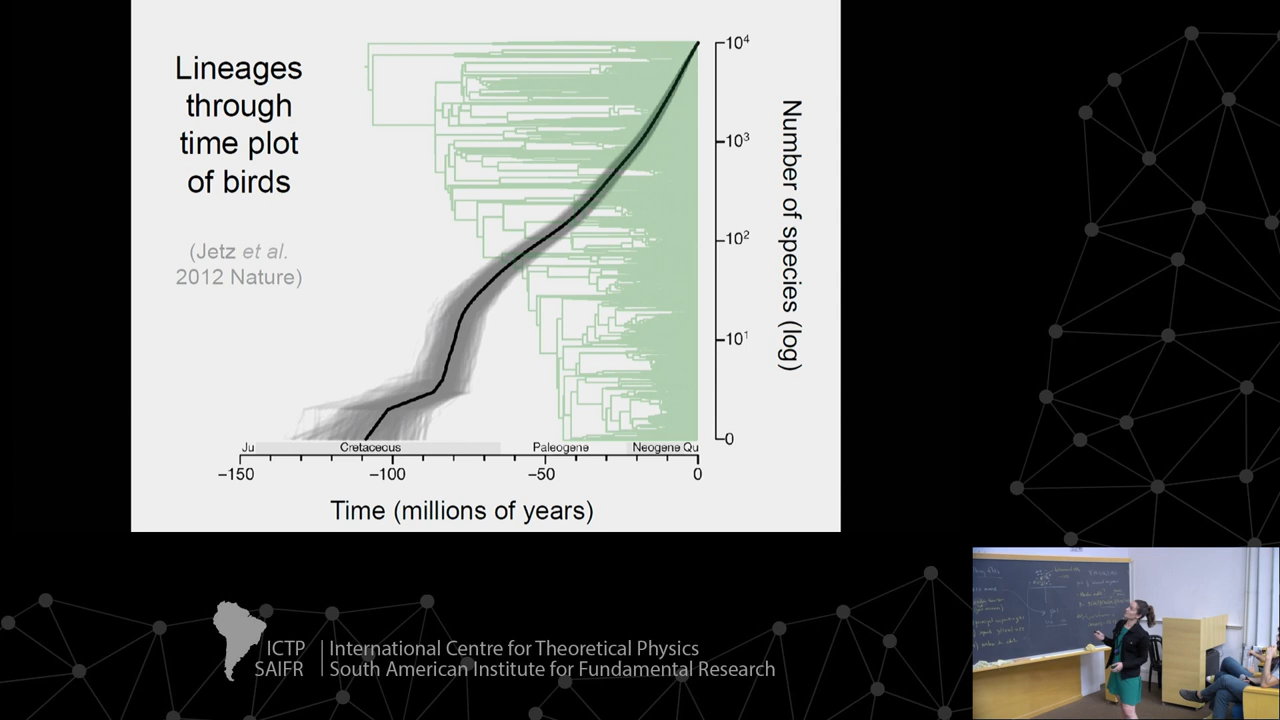 Lineages
through
time plot
of birds
(Jetz et al.
2012 Nature)
10⁴
10³
10²
10¹
0
Number of species (log)
Ju
Cretaceous
Paleogene
Neogene Qu
−150
−100
−50
0
Time (millions of years)
ICTP
SAIFR
International Centre for Theoretical Physics
South American Institute for Fundamental Research